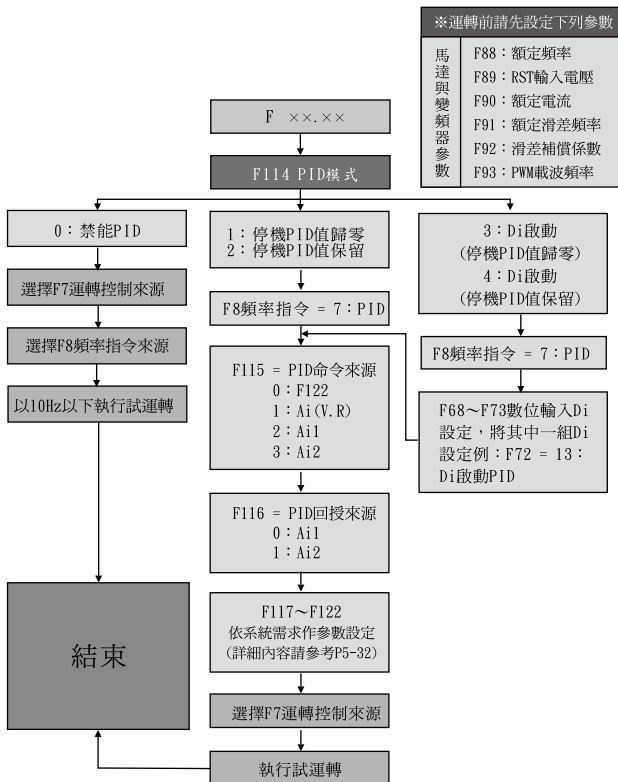 ※運轉前請先設定下列參數
馬達與變頻器參數
F88：額定頻率
F89：RST輸入電壓
F90：額定電流
F91：額定滑差頻率
F92：滑差補償係數
F93：PWM載波頻率
F ××.××
F114 PID模式
0：禁能PID
選擇F7運轉控制來源
選擇F8頻率指令來源
以10Hz以下執行試運轉
結束
1：停機PID值歸零
2：停機PID值保留
F8頻率指令 = 7：PID
F115 = PID命令來源
0：F122
1：Ai(V.R)
2：Ai1
3：Ai2
F116 = PID回授來源
0：Ai1
1：Ai2
F117～F122
依系統需求作參數設定
(詳細內容請參考P5-32)
選擇F7運轉控制來源
執行試運轉
3：Di啟動
(停機PID值歸零)
4：Di啟動
(停機PID值保留)
F8頻率指令 = 7：PID
F68～F73數位輸入Di
設定，將其中一組Di
設定例：F72 = 13：
Di啟動PID